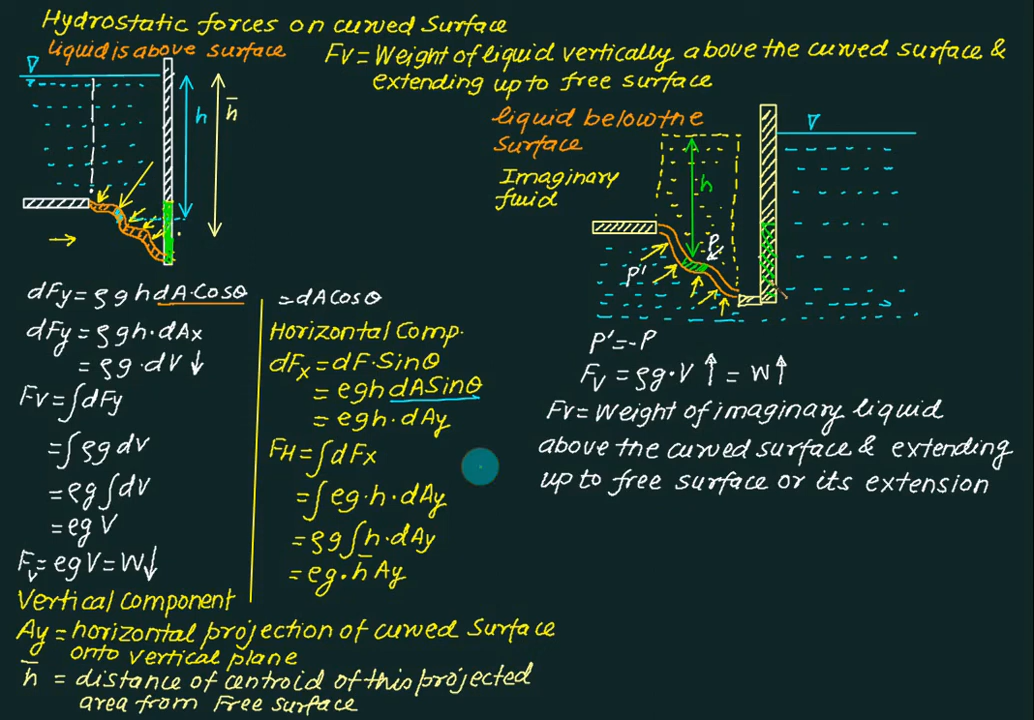 Hydrostatic forces on curved Surface
liquid is above surface
Fv = Weight of liquid vertically above the curved surface &
extending up to free surface
h
h̄
liquid below the
surface
Imaginary
fluid
h
P
P'
dFy = ρgh dA·Cosθ
dFy = ρgh·dAx
= ρg·dV ↓
Fv = ∫dFy
= ∫ρg dV
= ρg∫dV
= ρg V
Fv = ρgV = W↓
Vertical Component
= dA cosθ
Horizontal Comp.
dFx = dF·Sinθ
= ρgh dA Sinθ
= ρgh·dAy
FH = ∫dFx
= ∫ρg·h·dAy
= ρg∫h·dAy
= ρg·h̄ Ay
Ay = horizontal projection of curved Surface
onto vertical plane
h̄ = distance of centroid of this projected
area from Free surface
P' = -P
Fv = ρg·V ↑ = W↑
Fv = Weight of imaginary liquid
above the curved surface & extending
up to free surface or its extension